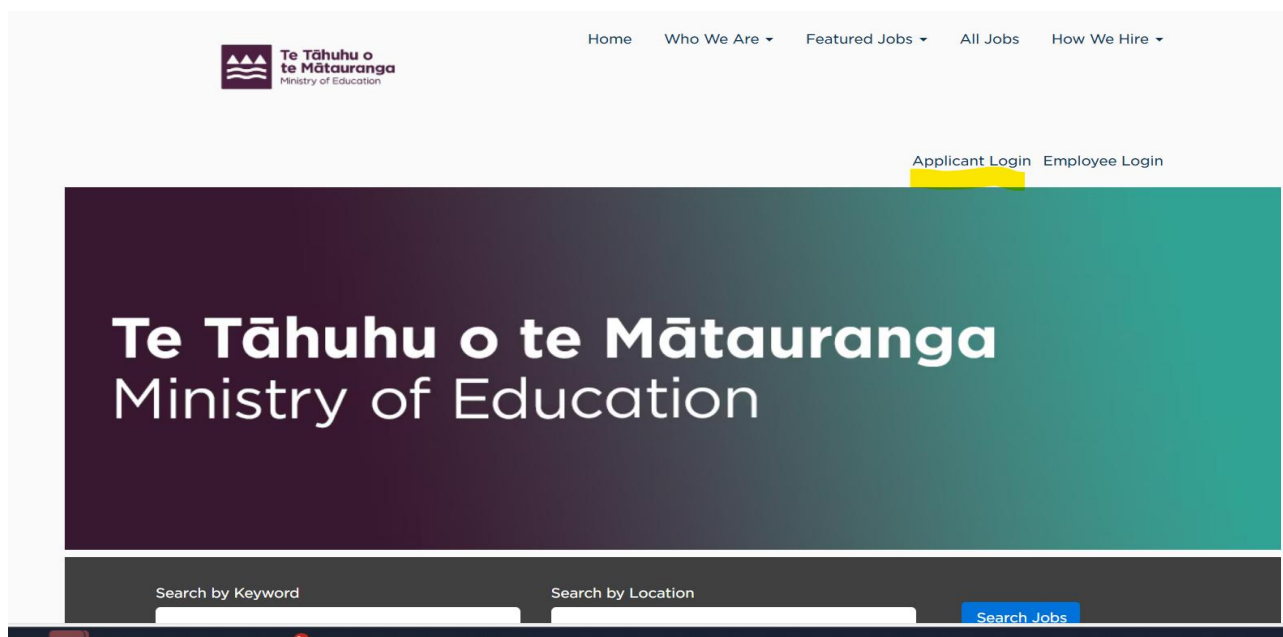 Te Tāhuhu o
te Mātauranga
Ministry of Education
Home Who We Are Featured Jobs All Jobs How We Hire
Applicant Login Employee Login
Te Tāhuhu o te Mātauranga
Ministry of Education
Search by Keyword Search by Location
Search Jobs